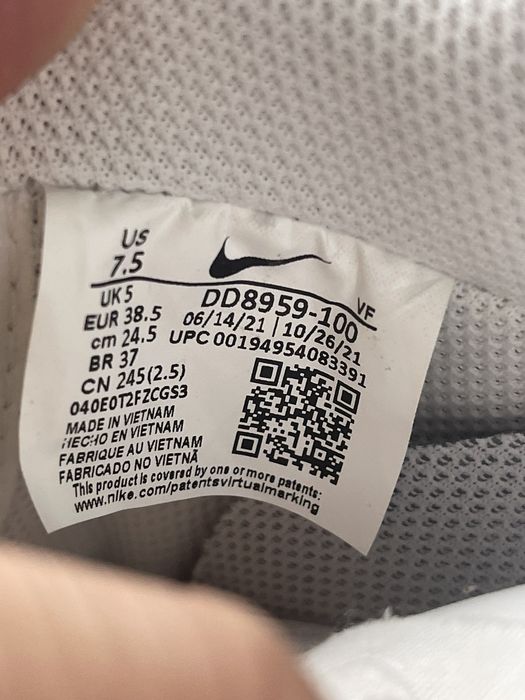 US
7.5
VF
UK 5
EUR 38.5
cm 24.5
BR 37
CN 245(2.5)
040E0T2FZCGS3
MADE IN VIETNAM
HECHO EN VIETNAM
FABRIQUE AU VIETNAM
FABRICADO NO VIETNÃ
This product is covered by one or more patents:
www.nike.com/patentsvirtualmarking
DD8959-100
06/14/21 | 10/26/21
UPC 00194954083391